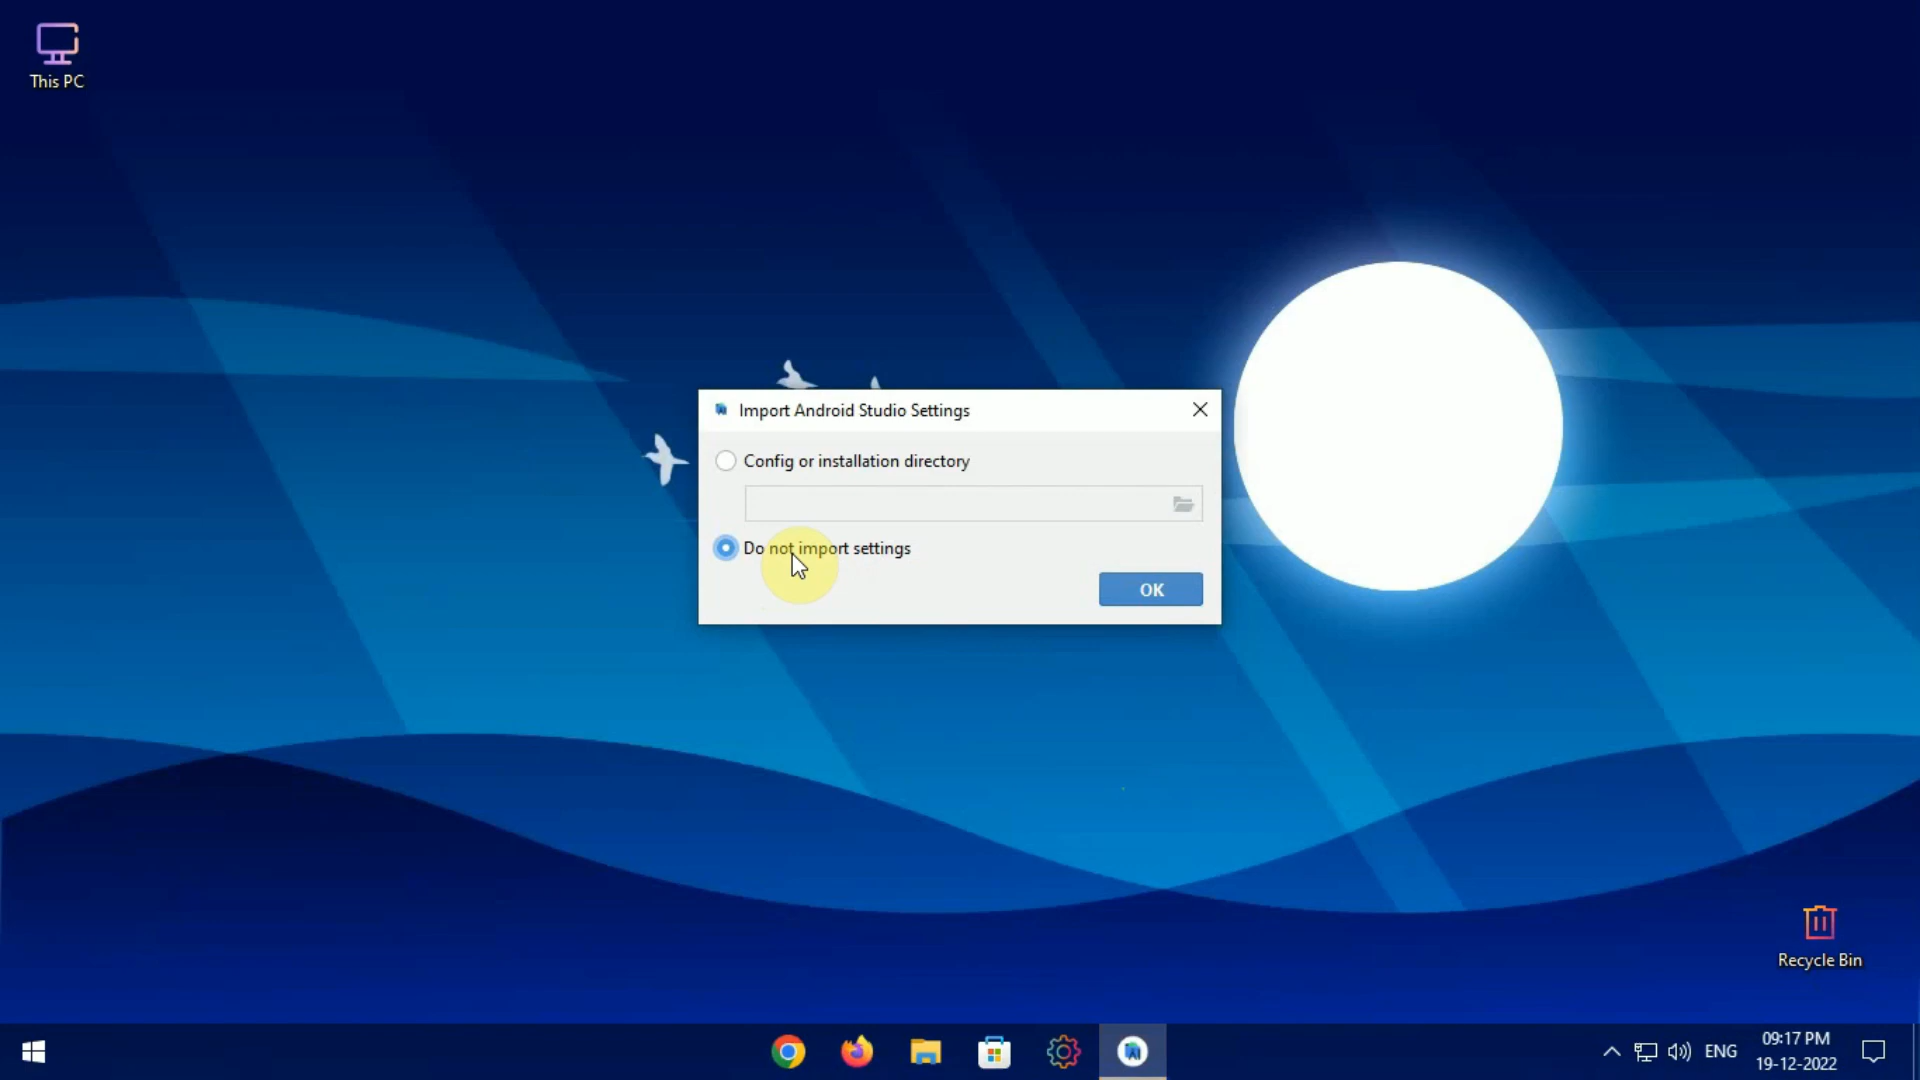 This PC
Import Android Studio Settings
Config or installation directory
Do not import settings
OK
Recycle Bin
ENG
09:17 PM
19-12-2022